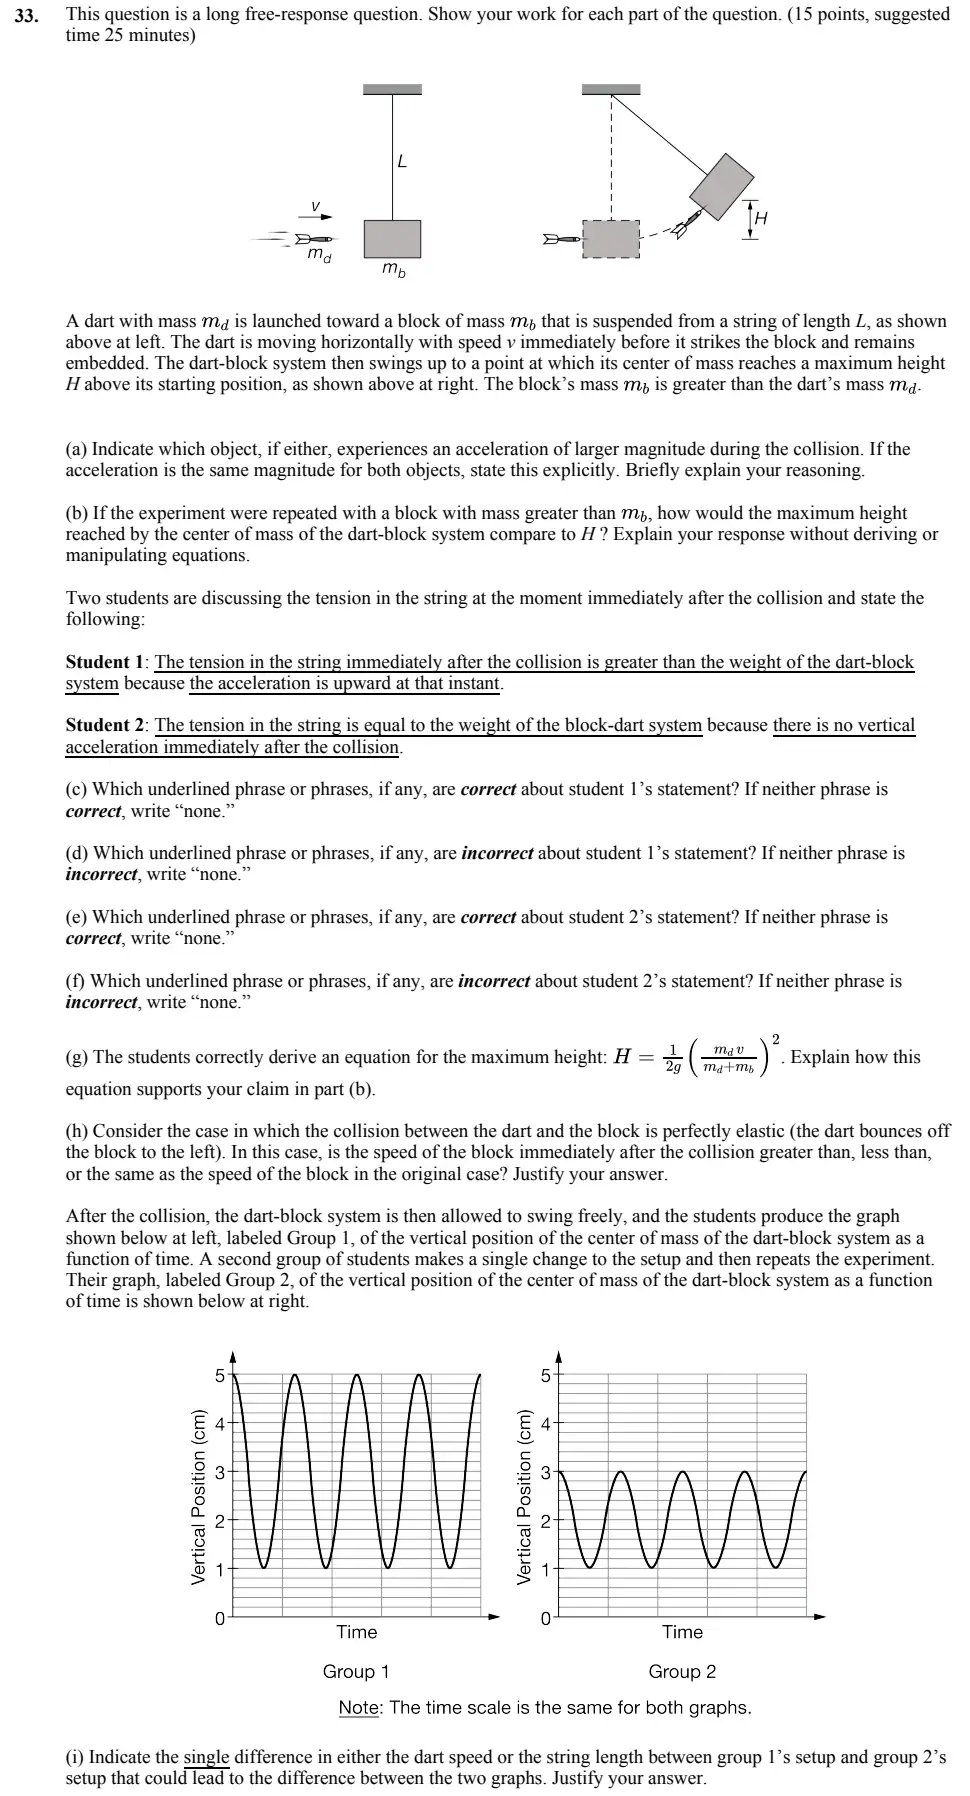 33. This question is a long free-response question. Show your work for each part of the question. (15 points, suggested
time 25 minutes)
L
v
m_d
m_b
H
A dart with mass m_d is launched toward a block of mass m_b that is suspended from a string of length L, as shown
above at left. The dart is moving horizontally with speed v immediately before it strikes the block and remains
embedded. The dart-block system then swings up to a point at which its center of mass reaches a maximum height
H above its starting position, as shown above at right. The block's mass m_b is greater than the dart's mass m_d.
(a) Indicate which object, if either, experiences an acceleration of larger magnitude during the collision. If the
acceleration is the same magnitude for both objects, state this explicitly. Briefly explain your reasoning.
(b) If the experiment were repeated with a block with mass greater than m_b, how would the maximum height
reached by the center of mass of the dart-block system compare to H ? Explain your response without deriving or
manipulating equations.
Two students are discussing the tension in the string at the moment immediately after the collision and state the
following:
Student 1: The tension in the string immediately after the collision is greater than the weight of the dart-block
system because the acceleration is upward at that instant.
Student 2: The tension in the string is equal to the weight of the block-dart system because there is no vertical
acceleration immediately after the collision.
(c) Which underlined phrase or phrases, if any, are correct about student 1's statement? If neither phrase is
correct, write “none.”
(d) Which underlined phrase or phrases, if any, are incorrect about student 1's statement? If neither phrase is
incorrect, write “none.”
(e) Which underlined phrase or phrases, if any, are correct about student 2's statement? If neither phrase is
correct, write “none.”
(f) Which underlined phrase or phrases, if any, are incorrect about student 2's statement? If neither phrase is
incorrect, write “none.”
(g) The students correctly derive an equation for the maximum height: H = 1/2g (m_d v / m_d+m_b)^2. Explain how this
equation supports your claim in part (b).
(h) Consider the case in which the collision between the dart and the block is perfectly elastic (the dart bounces off
the block to the left). In this case, is the speed of the block immediately after the collision greater than, less than,
or the same as the speed of the block in the original case? Justify your answer.
After the collision, the dart-block system is then allowed to swing freely, and the students produce the graph
shown below at left, labeled Group 1, of the vertical position of the center of mass of the dart-block system as a
function of time. A second group of students makes a single change to the setup and then repeats the experiment.
Their graph, labeled Group 2, of the vertical position of the center of mass of the dart-block system as a function
of time is shown below at right.
Vertical Position (cm)
5
4
3
2
1
0
Time
Group 1
Vertical Position (cm)
5
4
3
2
1
0
Time
Group 2
Note: The time scale is the same for both graphs.
(i) Indicate the single difference in either the dart speed or the string length between group 1's setup and group 2's
setup that could lead to the difference between the two graphs. Justify your answer.